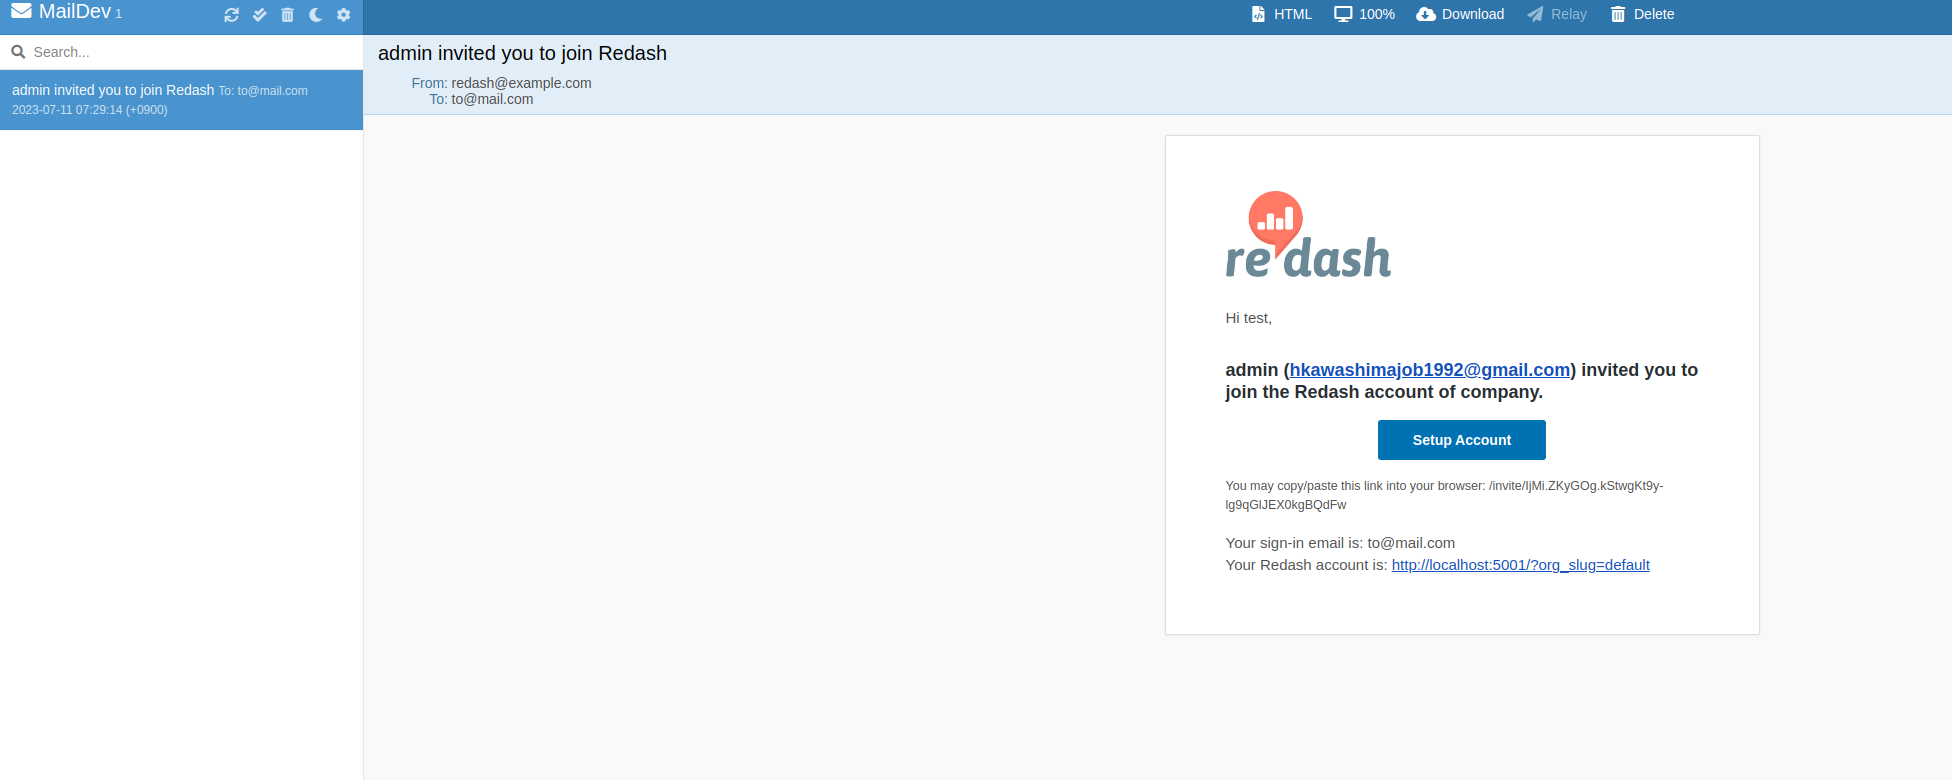 MailDev 1
HTML 100% Download Relay Delete
Search...
admin invited you to join Redash To: to@mail.com
2023-07-11 07:29:14 (+0900)
admin invited you to join Redash
From: redash@example.com
To: to@mail.com
redash
Hi test,
admin (hkawashimajob1992@gmail.com) invited you to
join the Redash account of company.
Setup Account
You may copy/paste this link into your browser: /invite/IjMi.ZKyGOg.kStwgKt9y-
lg9qGlJEX0kgBQdFw
Your sign-in email is: to@mail.com
Your Redash account is: http://localhost:5001/?org_slug=default